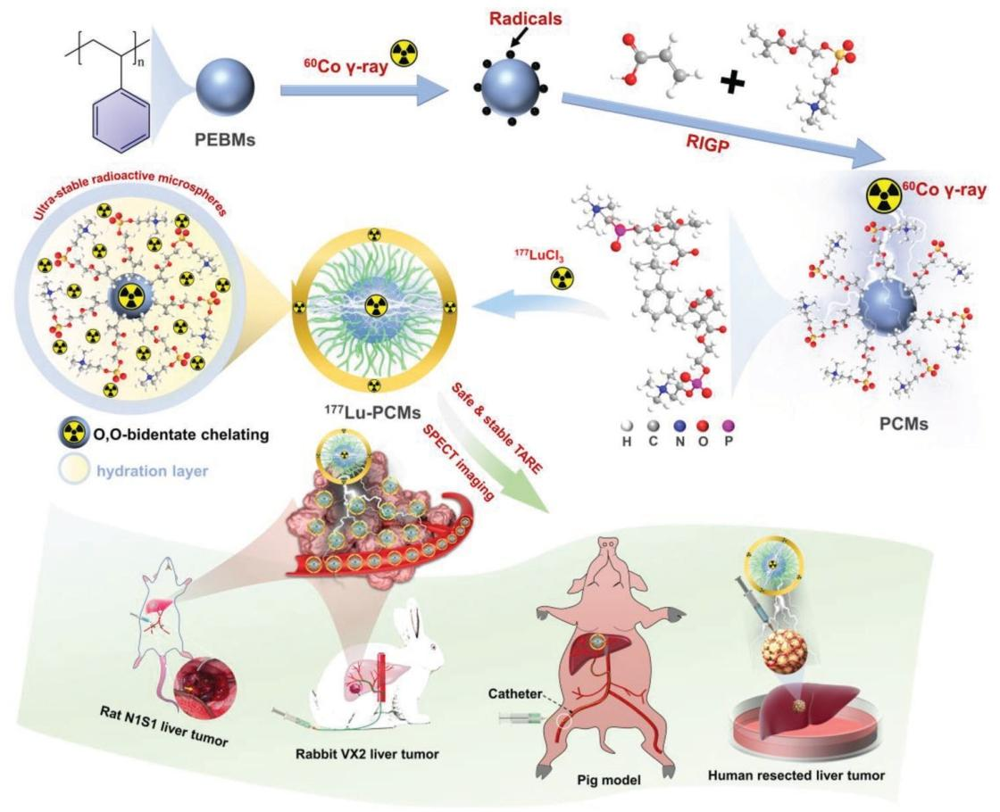 n
PEBMs
⁶⁰Co γ-ray
Radicals
RIGP
⁶⁰Co γ-ray
PCMs
H C N O P
¹⁷⁷LuCl₃
¹⁷⁷Lu-PCMs
Ultra-stable radioactive microspheres
O,O-bidentate chelating
hydration layer
Safe & stable TARE
SPECT imaging
Rat N1S1 liver tumor
Rabbit VX2 liver tumor
Catheter
Pig model
Human resected liver tumor